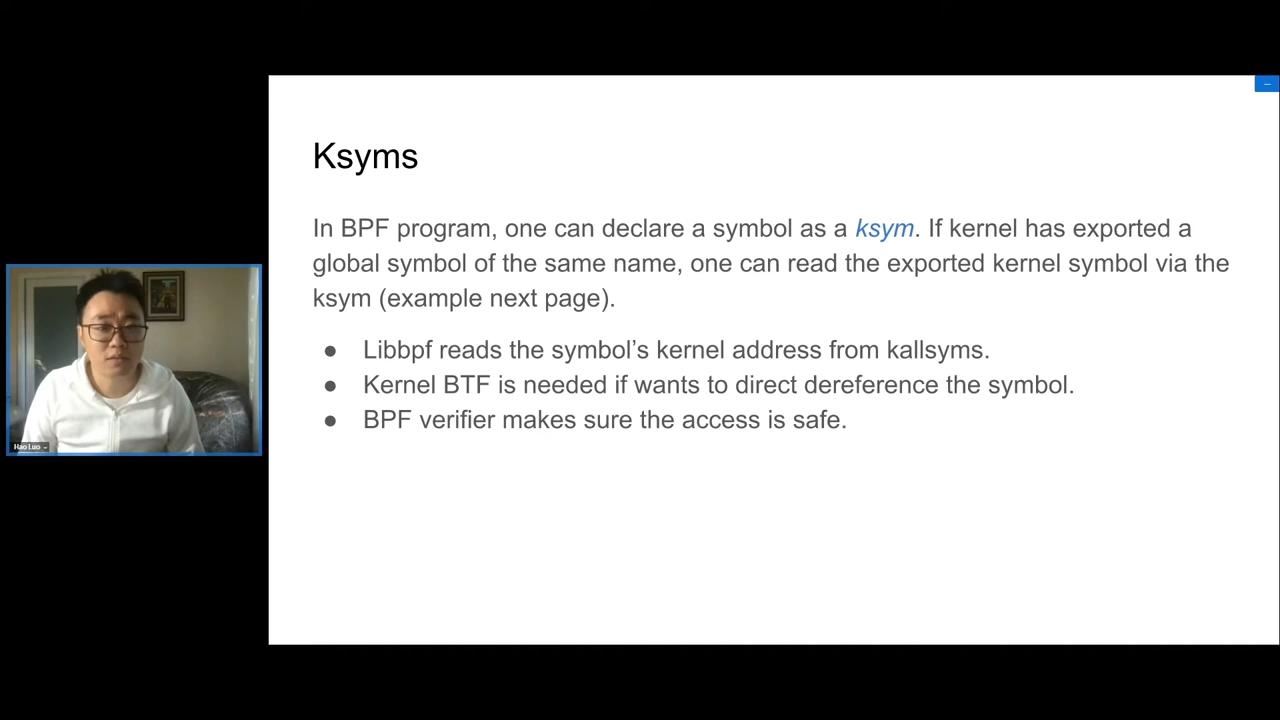 Ksyms
In BPF program, one can declare a symbol as a ksym. If kernel has exported a
global symbol of the same name, one can read the exported kernel symbol via the
ksym (example next page).
● Libbpf reads the symbol’s kernel address from kallsyms.
● Kernel BTF is needed if wants to direct dereference the symbol.
● BPF verifier makes sure the access is safe.
Hao Luo